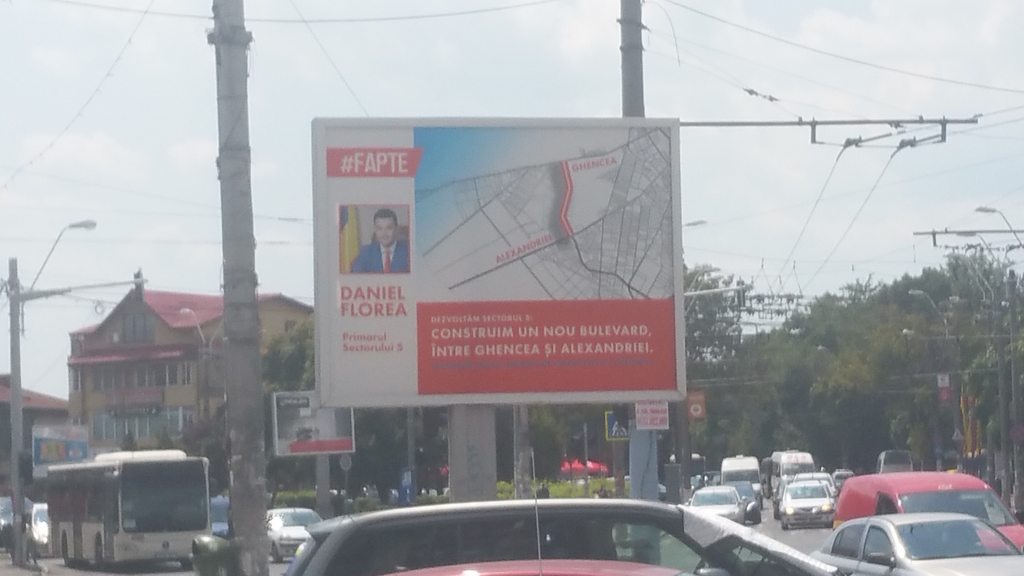 #FAPTE
DANIEL
FLOREA
Primarul
Sectorului 5
GHENCEA
ALEXANDRIEI
DEZVOLTĂM SECTORUL 5:
CONSTRUIM UN NOU BULEVARD,
ÎNTRE GHENCEA ȘI ALEXANDRIEI.